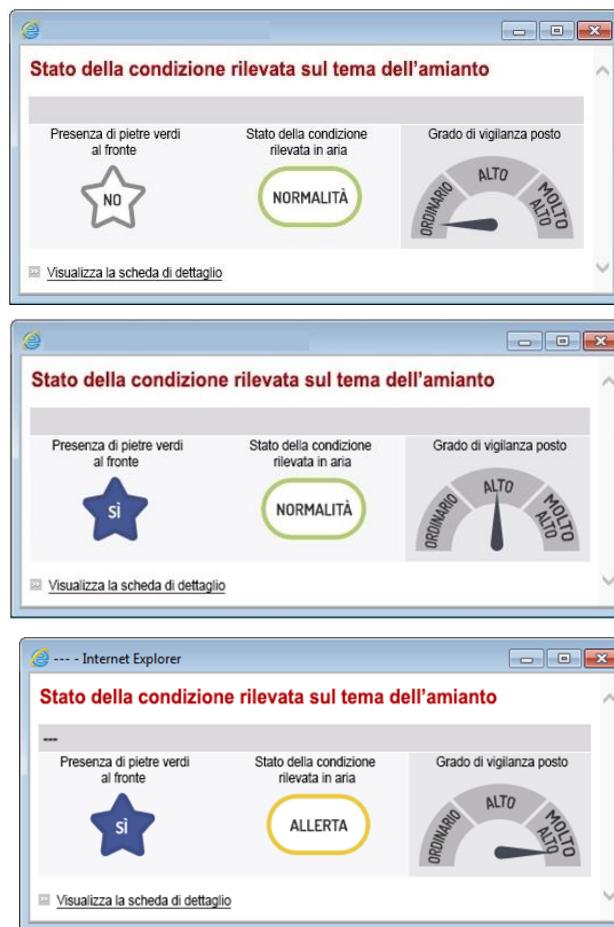 Stato della condizione rilevata sul tema dell'amianto
Presenza di pietre verdi
al fronte
Stato della condizione
rilevata in aria
Grado di vigilanza posto
NO
NORMALITÀ
ORDINARIO
ALTO
MOLTO
ALTO
Visualizza la scheda di dettaglio
Stato della condizione rilevata sul tema dell'amianto
Presenza di pietre verdi
al fronte
Stato della condizione
rilevata in aria
Grado di vigilanza posto
SÌ
NORMALITÀ
ORDINARIO
ALTO
MOLTO
ALTO
Visualizza la scheda di dettaglio
--- - Internet Explorer
Stato della condizione rilevata sul tema dell'amianto
---
Presenza di pietre verdi
al fronte
Stato della condizione
rilevata in aria
Grado di vigilanza posto
SÌ
ALLERTA
ORDINARIO
ALTO
MOLTO
ALTO
Visualizza la scheda di dettaglio